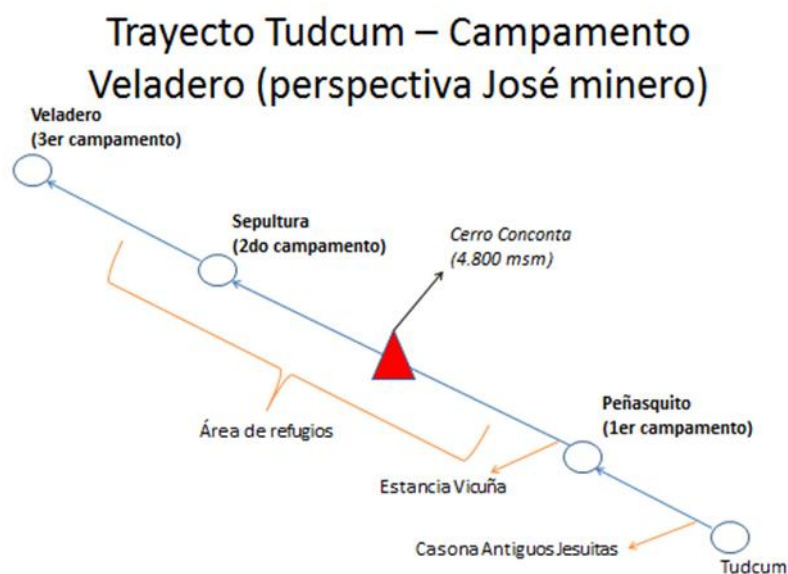 Trayecto Tudcum – Campamento
Veladero (perspectiva José minero)
Veladero
(3er campamento)
Sepultura
(2do campamento)
Cerro Conconta
(4.800 msm)
Área de refugios
Peñasquito
(1er campamento)
Estancia Vicuña
Casona Antiguos Jesuitas
Tudcum